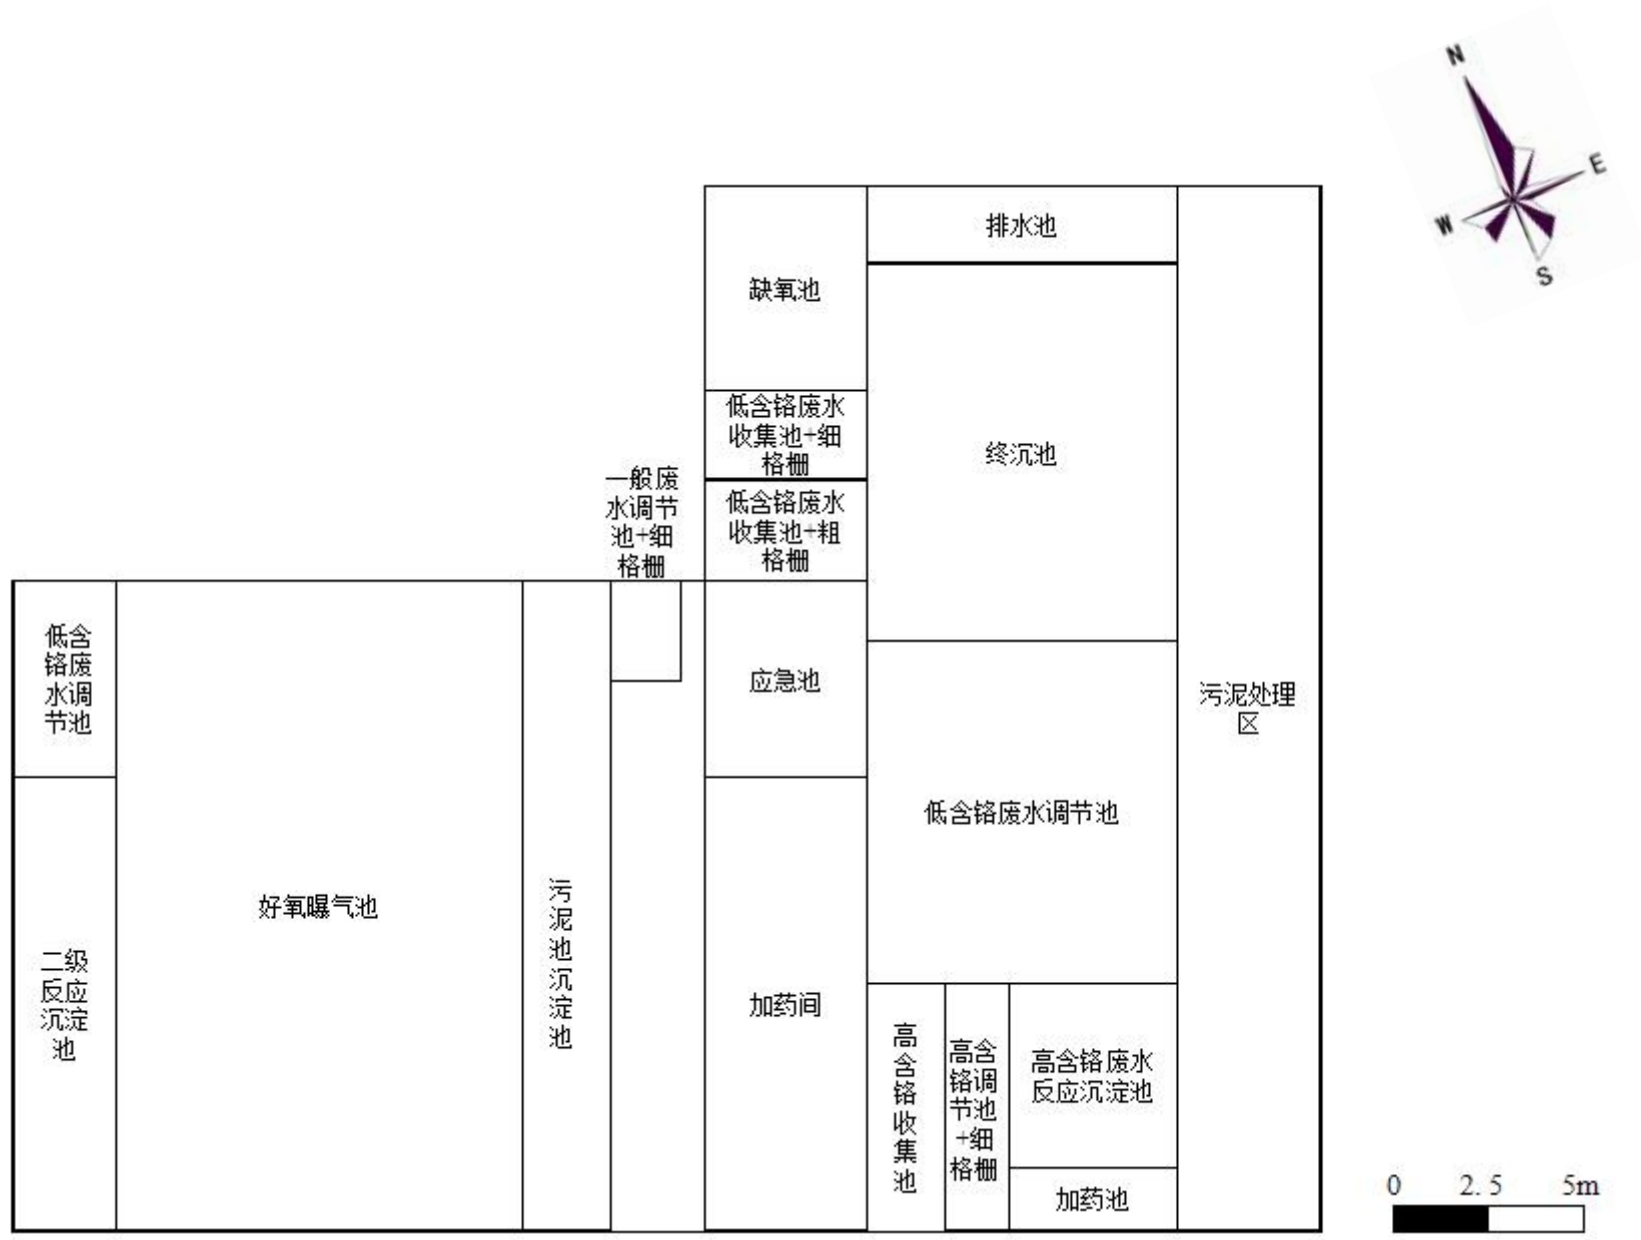 N
E
W
S
排水池
缺氧池
低含铬废水
收集池+细
格栅
终沉池
一般废
水调节
池+细
格栅
低含铬废水
收集池+粗
格栅
低含
铬废
水调
节池
应急池
污泥处理
区
低含铬废水调节池
好氧曝气池
污
泥
池
沉
淀
池
二级
反应
沉淀
池
加药间
高
含
铬
收
集
池
高含
铬调
节池
+细
格栅
高含铬废水
反应沉淀池
加药池
0 2.5 5m